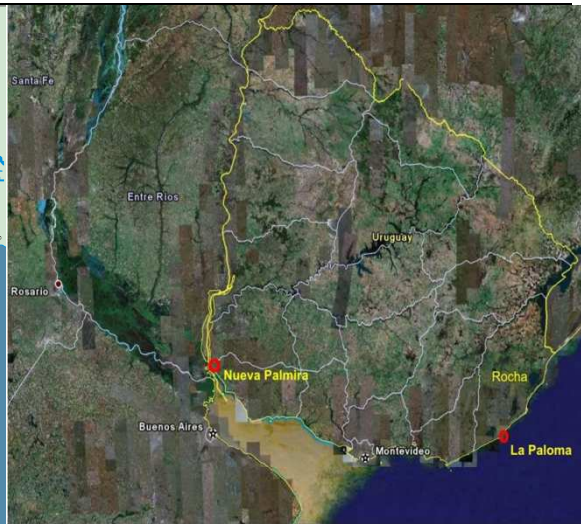 Santa Fe
Entre Rios
Uruguay
Rosario
Nueva Palmira
Rocha
Buenos Aires
Montevideo
La Paloma